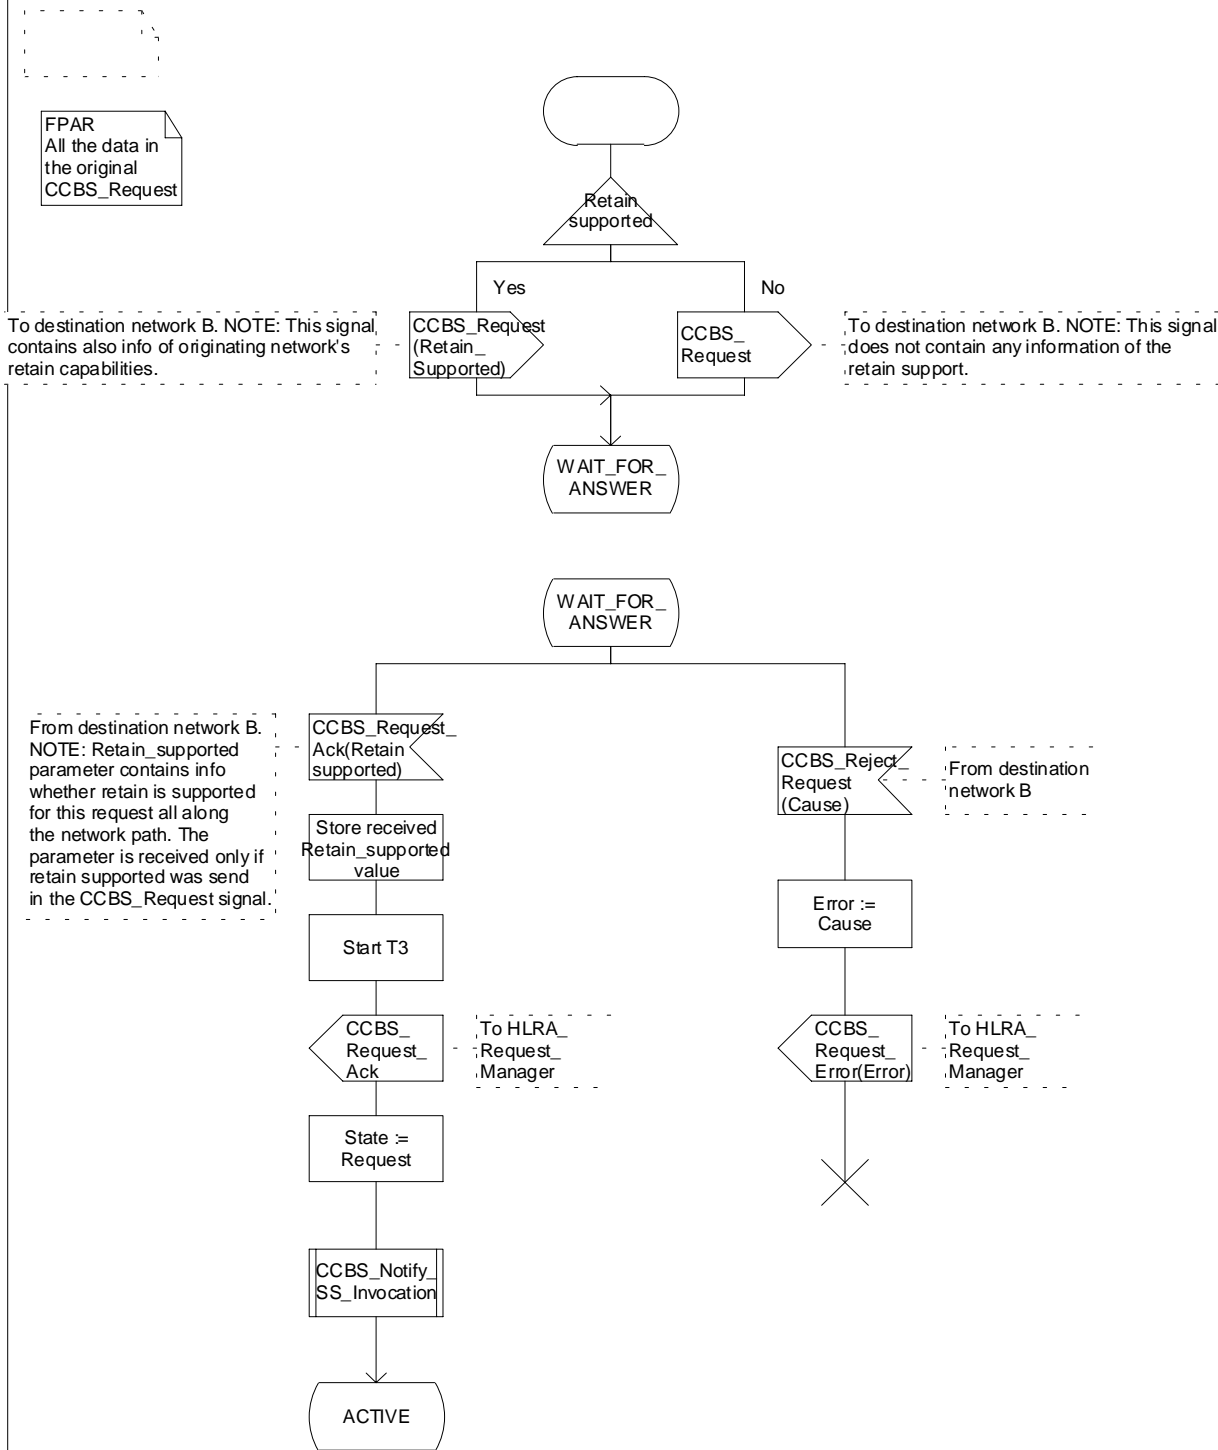 FPAR
All the data in
the original
CCBS_Request
Retain
supported
Yes
No
To destination network B. NOTE: This signal
contains also info of originating network's
retain capabilities.
CCBS_Request
(Retain_
Supported)
CCBS_
Request
To destination network B. NOTE: This signal
does not contain any information of the
retain support.
WAIT_FOR_
ANSWER
WAIT_FOR_
ANSWER
From destination network B.
NOTE: Retain_supported
parameter contains info
whether retain is supported
for this request all along
the network path. The
parameter is received only if
retain supported was send
in the CCBS_Request signal.
CCBS_Request_
Ack(Retain
supported)
CCBS_Reject_
Request
(Cause)
From destination
network B
Store received
Retain_supported
value
Error :=
Cause
Start T3
CCBS_
Request_
Ack
To HLRA_
Request_
Manager
CCBS_
Request_
Error(Error)
To HLRA_
Request_
Manager
State :=
Request
CCBS_Notify_
SS_Invocation
ACTIVE